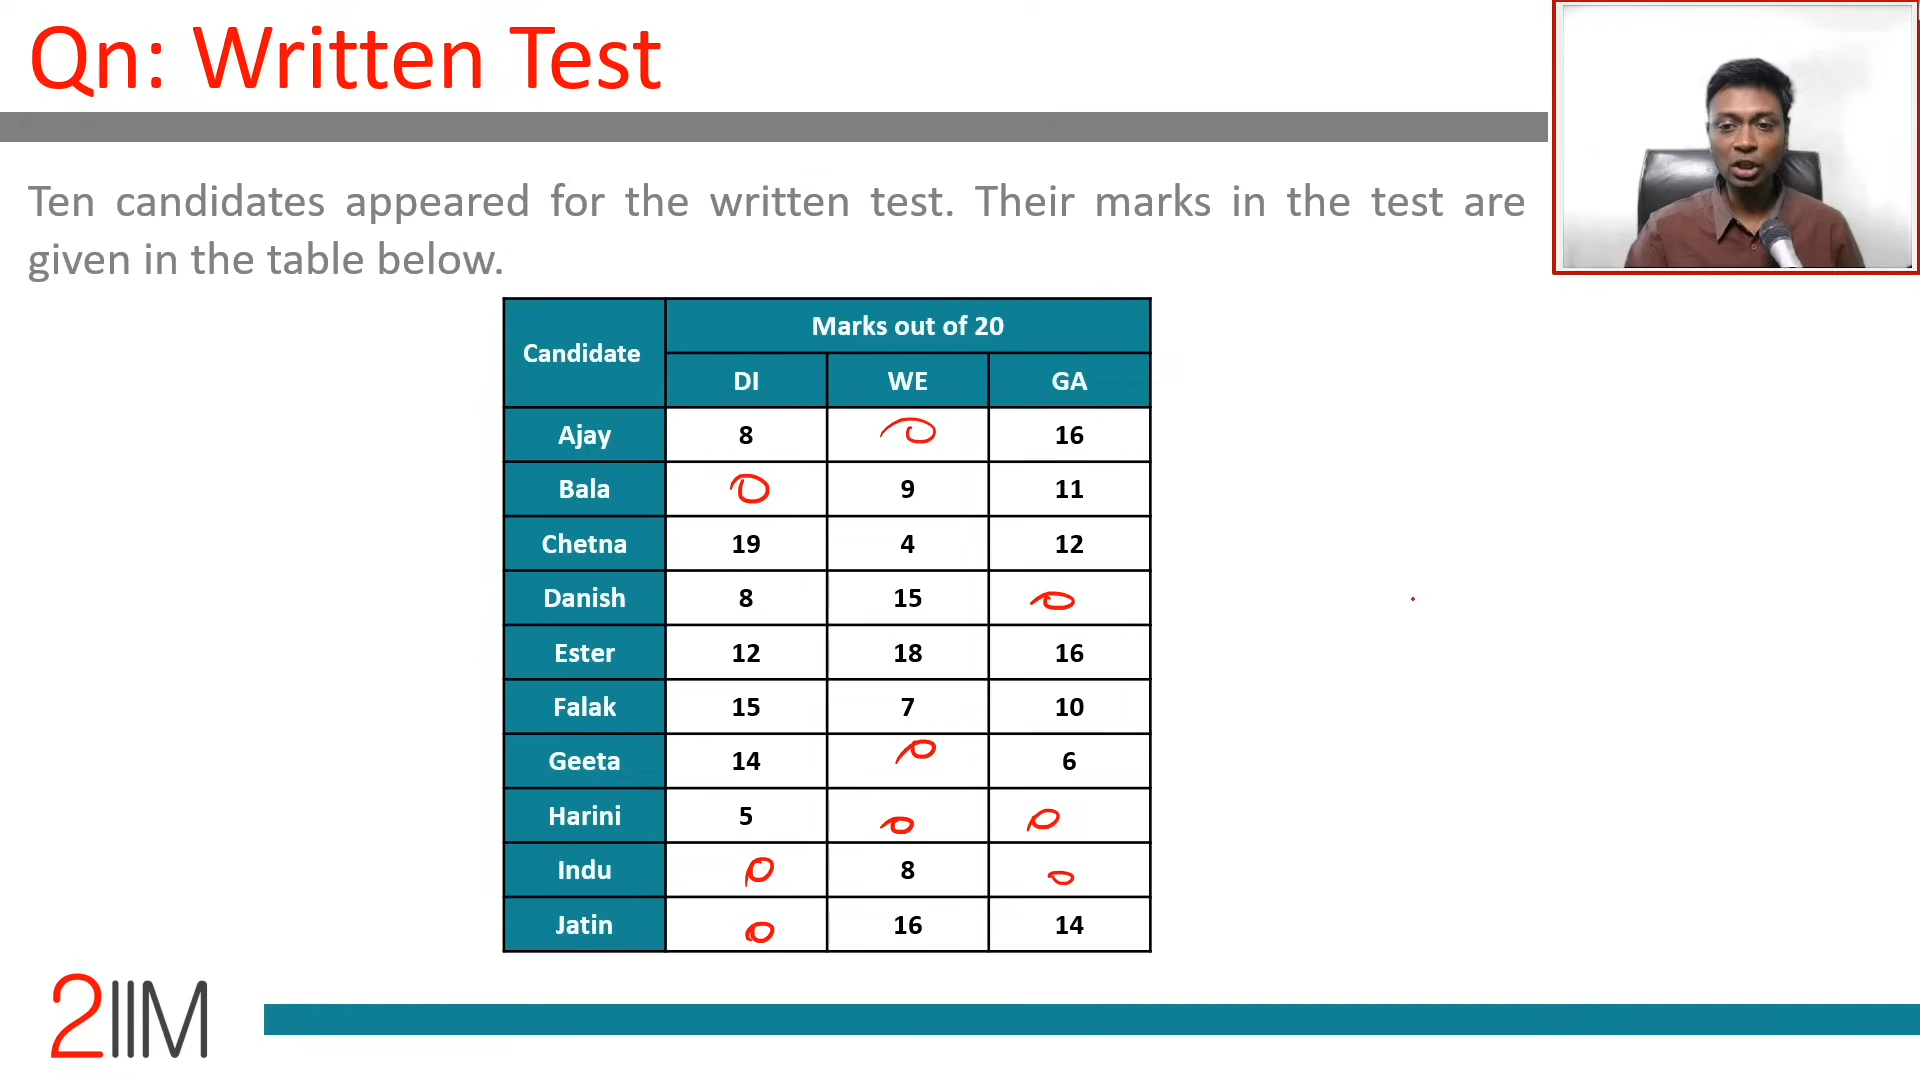 Qn: Written Test
Ten candidates appeared for the written test. Their marks in the test are
given in the table below.
Candidate Marks out of 20
DI WE GA
Ajay 8 16
Bala 9 11
Chetna 19 4 12
Danish 8 15
Ester 12 18 16
Falak 15 7 10
Geeta 14 6
Harini 5
Indu 8
Jatin 16 14
2IIM